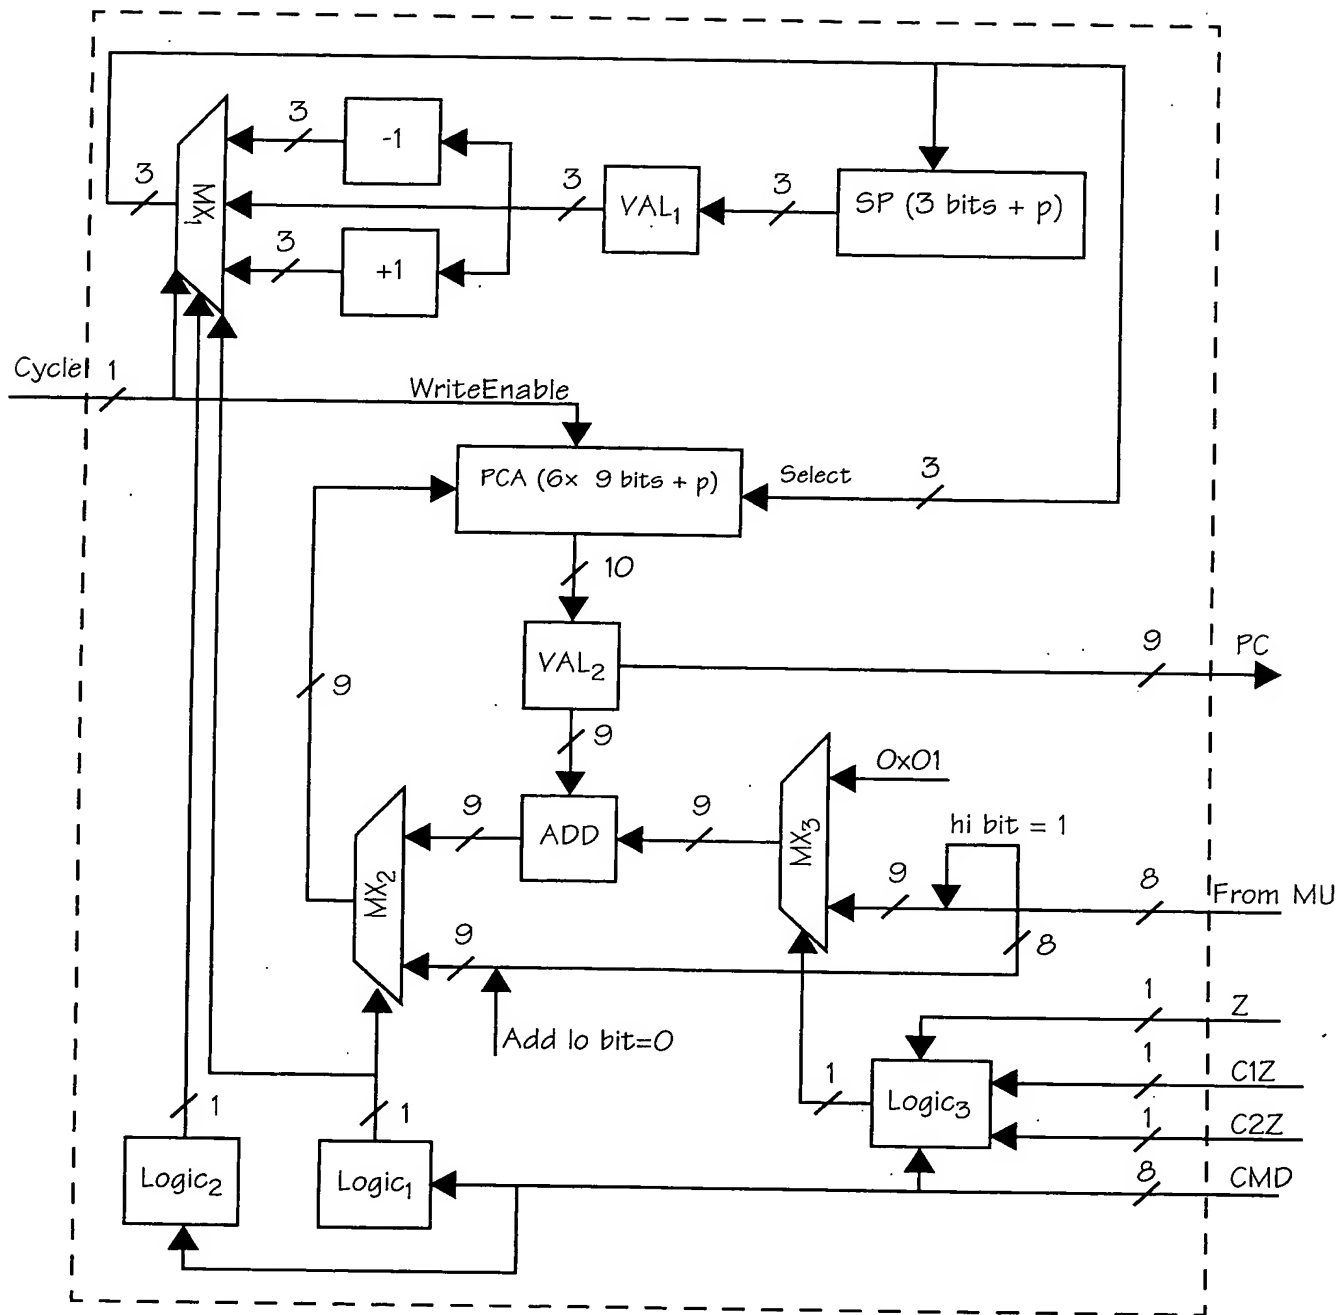 3
-1
3
MX1
3
VAL1
3
SP (3 bits + p)
3
+1
Cycle
1
WriteEnable
PCA (6x 9 bits + p)
Select
3
10
9
VAL2
9
PC
9
0x01
9
ADD
9
MX3
hi bit = 1
MX2
9
8
From MU
9
8
Add lo bit=0
1
Z
1
C1Z
1
Logic3
1
C2Z
1
1
Logic2
Logic1
8
CMD